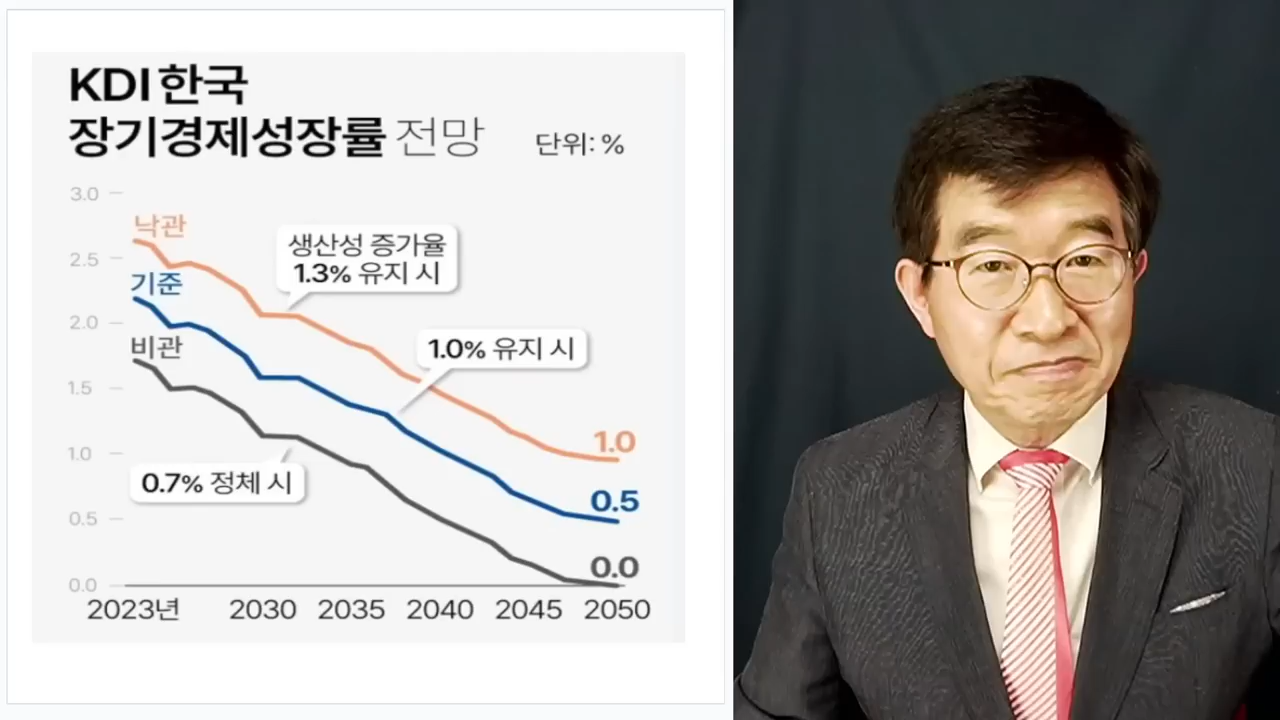 KDI 한국
장기경제성장률 전망
단위: %
3.0
낙관
2.5
생산성 증가율
1.3% 유지 시
기준
2.0
비관
1.0% 유지 시
1.5
1.0
1.0
0.7% 정체 시
0.5
0.5
0.0
0.0
2023년 2030 2035 2040 2045 2050